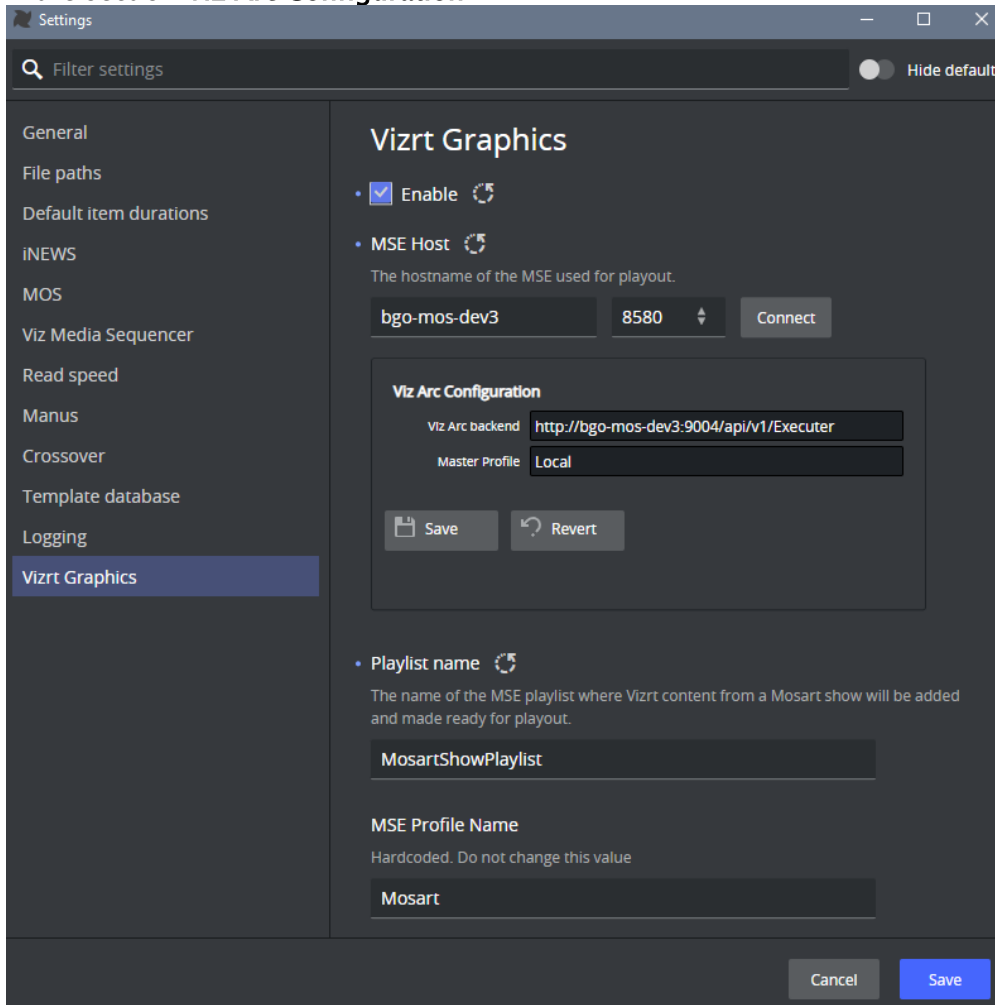 Settings
Filter settings
Hide default
General
File paths
Default item durations
iNEWS
MOS
Viz Media Sequencer
Read speed
Manus
Crossover
Template database
Logging
Vizrt Graphics
Vizrt Graphics
Enable
MSE Host
The hostname of the MSE used for playout.
bgo-mos-dev3 8580 Connect
Viz Arc Configuration
Viz Arc backend http://bgo-mos-dev3:9004/api/v1/Executer
Master Profile Local
Save Revert
Playlist name
The name of the MSE playlist where Vizrt content from a Mosart show will be added
and made ready for playout.
MosartShowPlaylist
MSE Profile Name
Hardcoded. Do not change this value
Mosart
Cancel Save